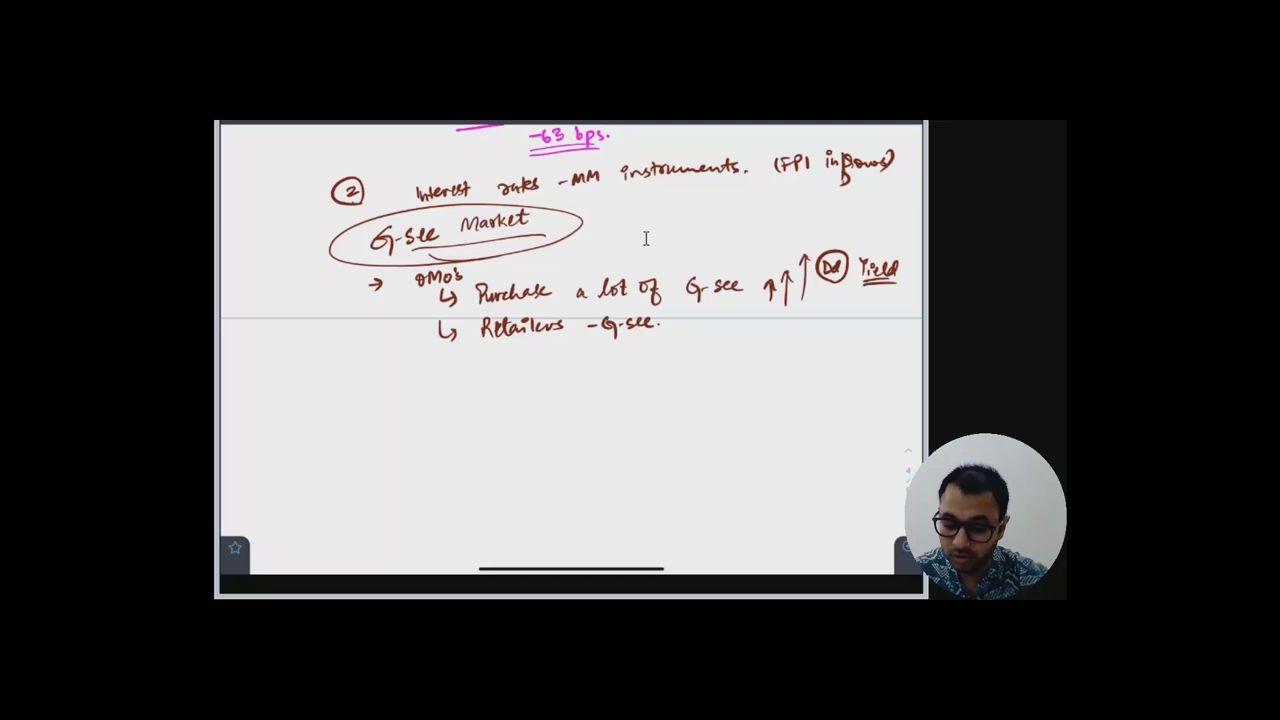 -63 bps.
② Interest rates - MM instruments. (FPI inflows)
G-sec Market
→ OMO's
↳ Purchase a lot of G-sec ↑ ↑ ↑ Dd Yield
↳ Retailers - G-sec.